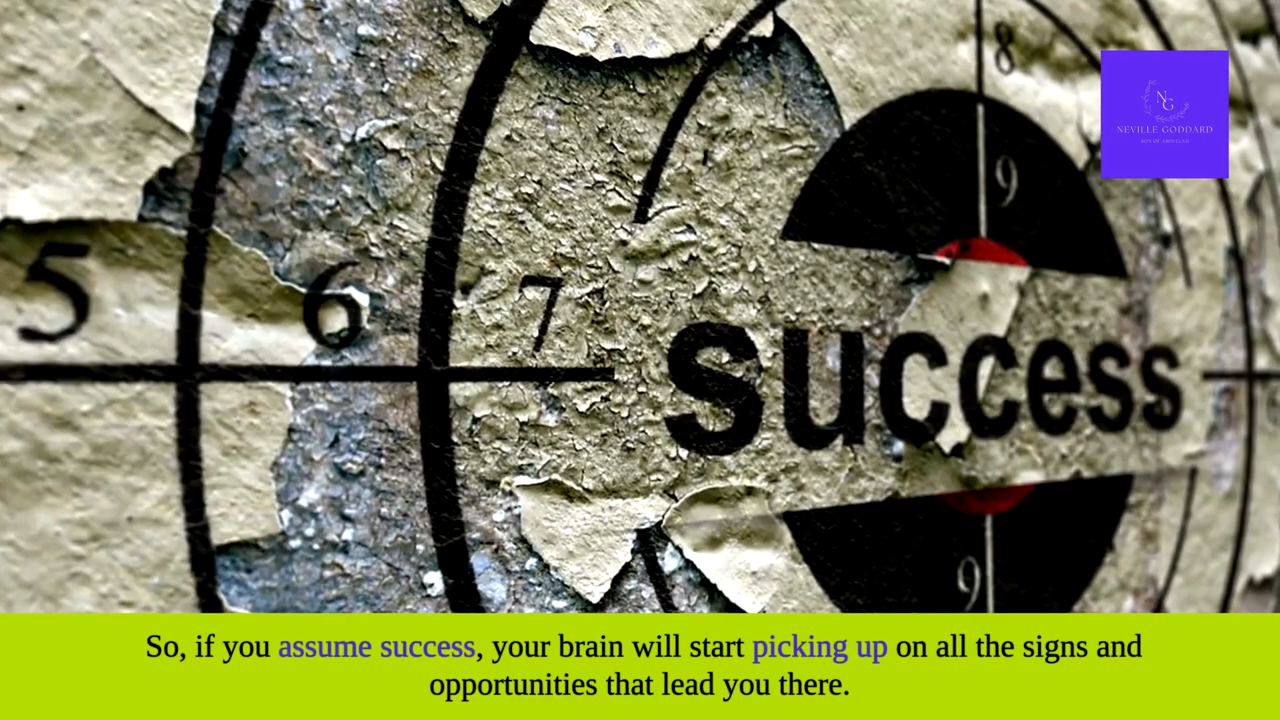 8
9
NG
NEVILLE GODDARD
5
6
7
success
9
So, if you assume success, your brain will start picking up on all the signs and
opportunities that lead you there.